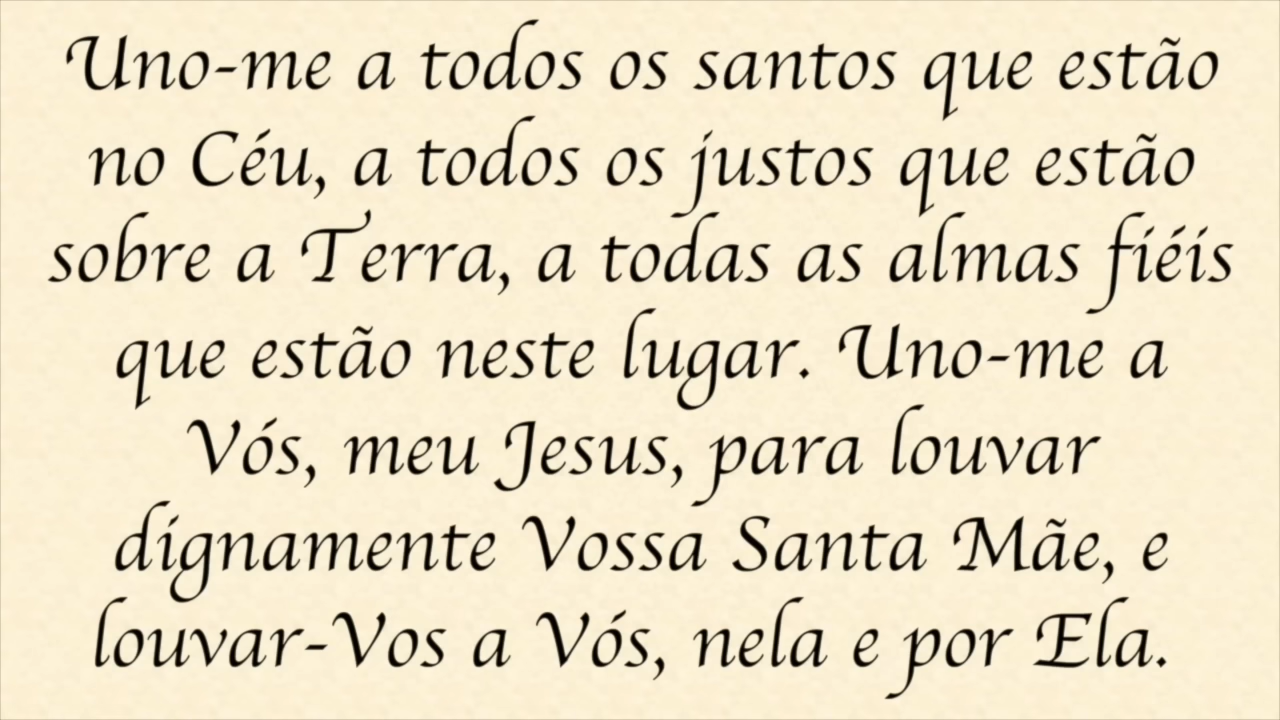 Uno-me a todos os santos que estão
no Céu, a todos os justos que estão
sobre a Terra, a todas as almas fiéis
que estão neste lugar. Uno-me a
Vós, meu Jesus, para louvar
dignamente Vossa Santa Mãe, e
louvar-Vos a Vós, nela e por Ela.